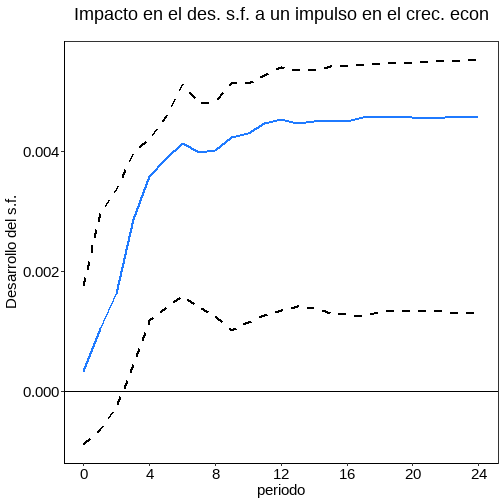 Impacto en el des. s.f. a un impulso en el crec. econ
Desarrollo del s.f.
0.004
0.002
0.000
0 4 8 12 16 20 24
periodo